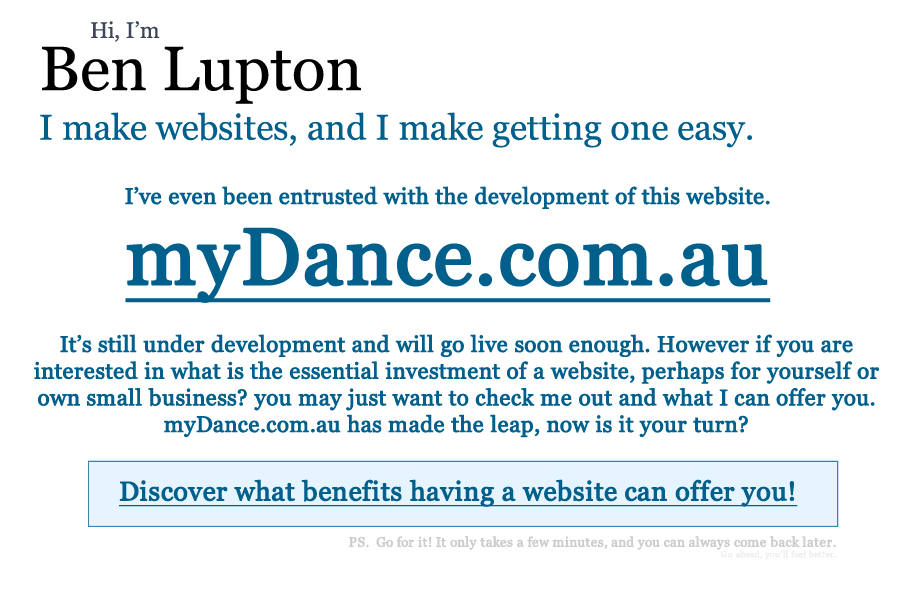 Hi, I’m
Ben Lupton
I make websites, and I make getting one easy.
I’ve even been entrusted with the development of this website.
myDance.com.au
It’s still under development and will go live soon enough. However if you are
interested in what is the essential investment of a website, perhaps for yourself or
own small business? you may just want to check me out and what I can offer you.
myDance.com.au has made the leap, now is it your turn?
Discover what benefits having a website can offer you!
PS.  Go for it! It only takes a few minutes, and you can always come back later.
Go ahead, you’ll feel better.